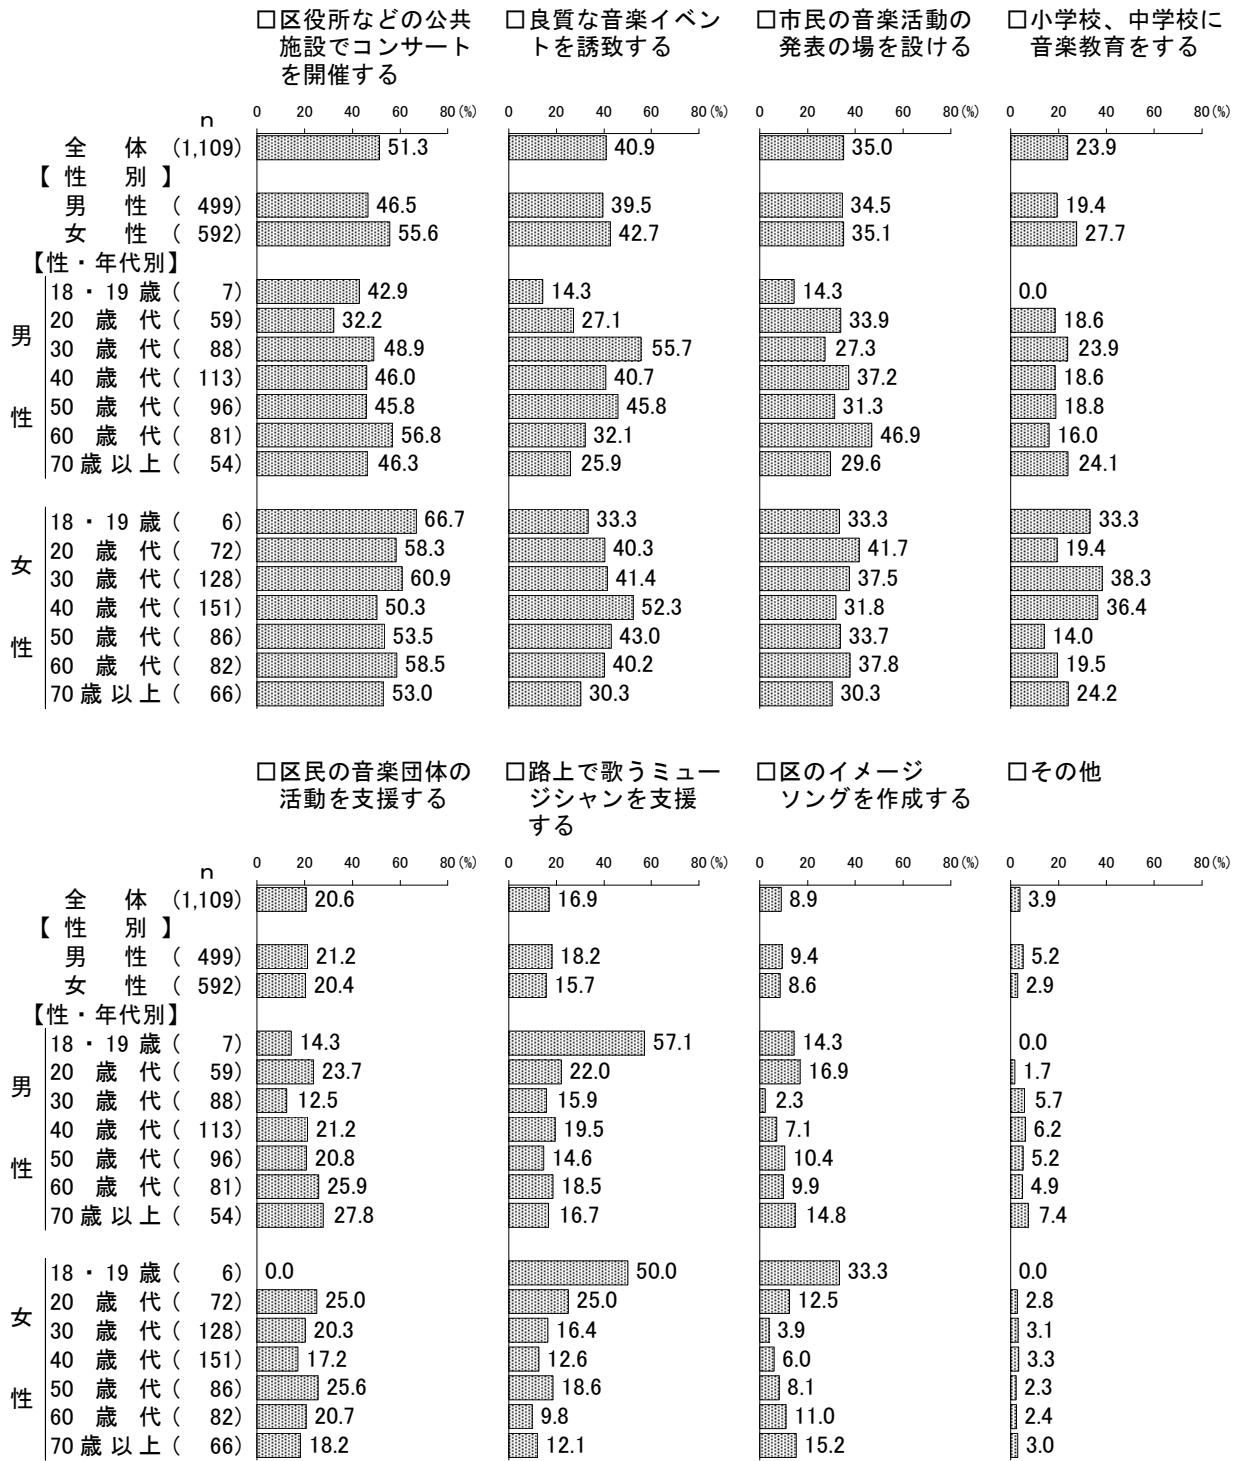 □区役所などの公共 □良質な音楽イベン □市民の音楽活動の □小学校、中学校に
施設でコンサート トを誘致する 発表の場を設ける 音楽教育をする
を開催する
n 0 20 40 60 80(%) 0 20 40 60 80(%) 0 20 40 60 80(%) 0 20 40 60 80(%)
全 体 (1,109) 51.3 40.9 35.0 23.9
【 性 別 】
男 性 ( 499) 46.5 39.5 34.5 19.4
女 性 ( 592) 55.6 42.7 35.1 27.7
【性・年代別】
男性
18・19歳( 7) 42.9 14.3 14.3 0.0
20 歳 代( 59) 32.2 27.1 33.9 18.6
30 歳 代( 88) 48.9 55.7 27.3 23.9
40 歳 代( 113) 46.0 40.7 37.2 18.6
50 歳 代( 96) 45.8 45.8 31.3 18.8
60 歳 代( 81) 56.8 32.1 46.9 16.0
70歳以上( 54) 46.3 25.9 29.6 24.1
女性
18・19歳( 6) 66.7 33.3 33.3 33.3
20 歳 代( 72) 58.3 40.3 41.7 19.4
30 歳 代( 128) 60.9 41.4 37.5 38.3
40 歳 代( 151) 50.3 52.3 31.8 36.4
50 歳 代( 86) 53.5 43.0 33.7 14.0
60 歳 代( 82) 58.5 40.2 37.8 19.5
70歳以上( 66) 53.0 30.3 30.3 24.2
□区民の音楽団体の □路上で歌うミュー □区のイメージ □その他
活動を支援する ジシャンを支援 ソングを作成する
する
n 0 20 40 60 80(%) 0 20 40 60 80(%) 0 20 40 60 80(%) 0 20 40 60 80(%)
全 体 (1,109) 20.6 16.9 8.9 3.9
【 性 別 】
男 性 ( 499) 21.2 18.2 9.4 5.2
女 性 ( 592) 20.4 15.7 8.6 2.9
【性・年代別】
男性
18・19歳( 7) 14.3 57.1 14.3 0.0
20 歳 代( 59) 23.7 22.0 16.9 1.7
30 歳 代( 88) 12.5 15.9 2.3 5.7
40 歳 代( 113) 21.2 19.5 7.1 6.2
50 歳 代( 96) 20.8 14.6 10.4 5.2
60 歳 代( 81) 25.9 18.5 9.9 4.9
70歳以上( 54) 27.8 16.7 14.8 7.4
女性
18・19歳( 6) 0.0 50.0 33.3 0.0
20 歳 代( 72) 25.0 25.0 12.5 2.8
30 歳 代( 128) 20.3 16.4 3.9 3.1
40 歳 代( 151) 17.2 12.6 6.0 3.3
50 歳 代( 86) 25.6 18.6 8.1 2.3
60 歳 代( 82) 20.7 9.8 11.0 2.4
70歳以上( 66) 18.2 12.1 15.2 3.0